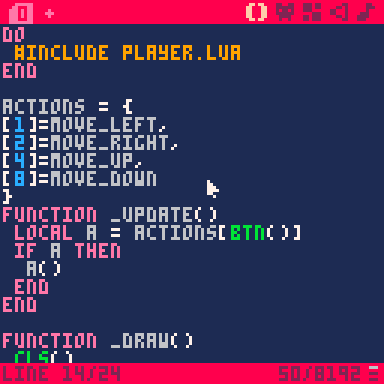 0 +
DO
 #INCLUDE PLAYER.LUA
END

ACTIONS = {
[1]=MOVE_LEFT,
[2]=MOVE_RIGHT,
[4]=MOVE_UP,
[8]=MOVE_DOWN
}
FUNCTION _UPDATE()
 LOCAL A = ACTIONS[BTN()]
 IF A THEN
  A()
 END
END

FUNCTION _DRAW()
 CLS()
LINE 14/24 50/8192